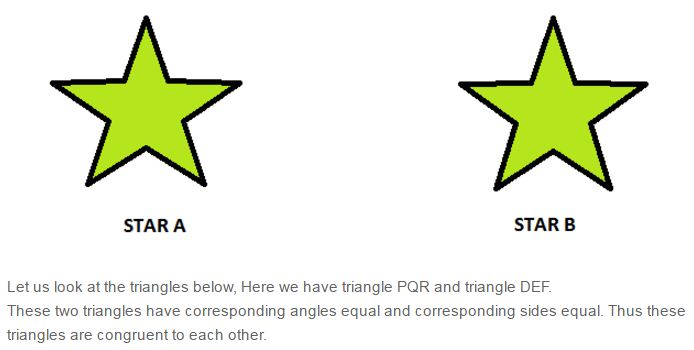 STAR A
STAR B
Let us look at the triangles below, Here we have triangle PQR and triangle DEF.
These two triangles have corresponding angles equal and corresponding sides equal. Thus these
triangles are congruent to each other.